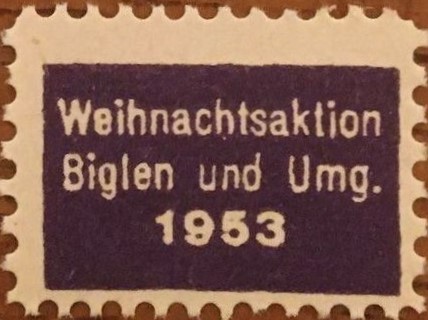 Weihnachtsaktion
Biglen und Umg.
1953